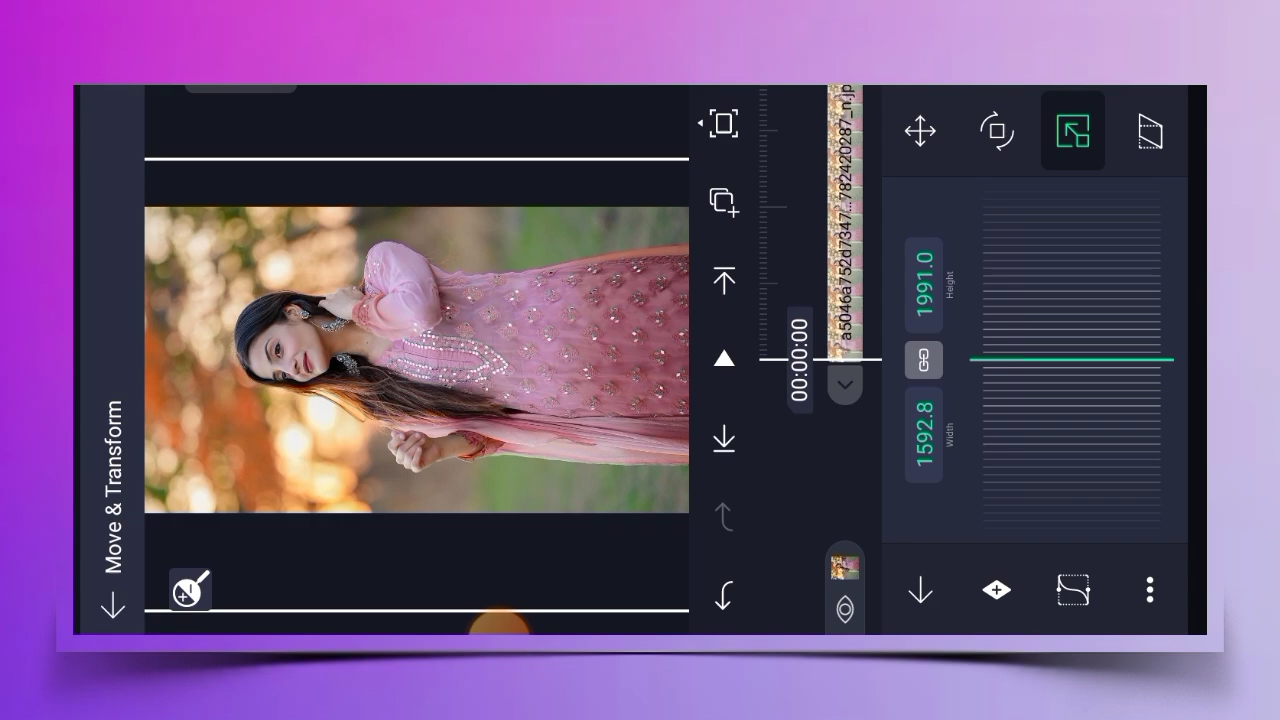 Move & Transform
00:00:00
a5046a752d7347...782420287_n.jp
1592.8
Width
1991.0
Height